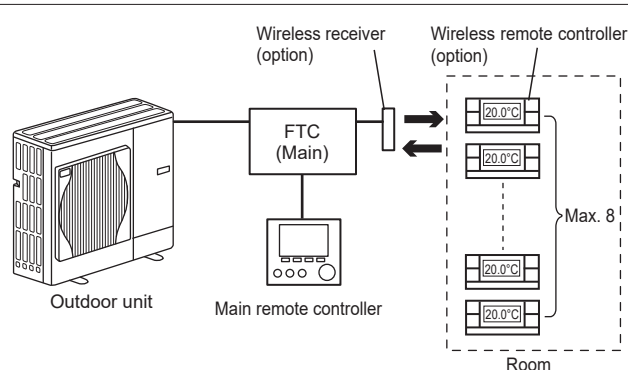 Wireless receiver
(option)
Wireless remote controller
(option)
20.0°C
FTC
(Main)
20.0°C
Max. 8
20.0°C
20.0°C
Outdoor unit
Main remote controller
Room